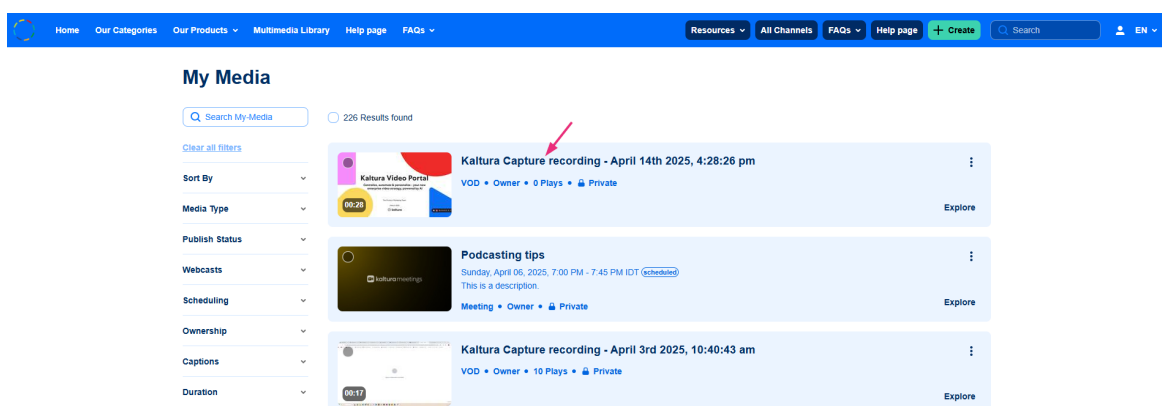 Home Our Categories Our Products Multimedia Library Help page FAQs Resources All Channels FAQs Help page + Create Search EN
My Media
Search My-Media
226 Results found
Clear all filters
Sort By
Media Type
Publish Status
Webcasts
Scheduling
Ownership
Captions
Duration
Kaltura Video Portal
00:28
Kaltura Capture recording - April 14th 2025, 4:28:26 pm
VOD • Owner • 0 Plays • Private
Explore
kaltura meetings
Podcasting tips
Sunday, April 06, 2025, 7:00 PM - 7:45 PM IDT scheduled
This is a description.
Meeting • Owner • Private
Explore
00:17
Kaltura Capture recording - April 3rd 2025, 10:40:43 am
VOD • Owner • 10 Plays • Private
Explore